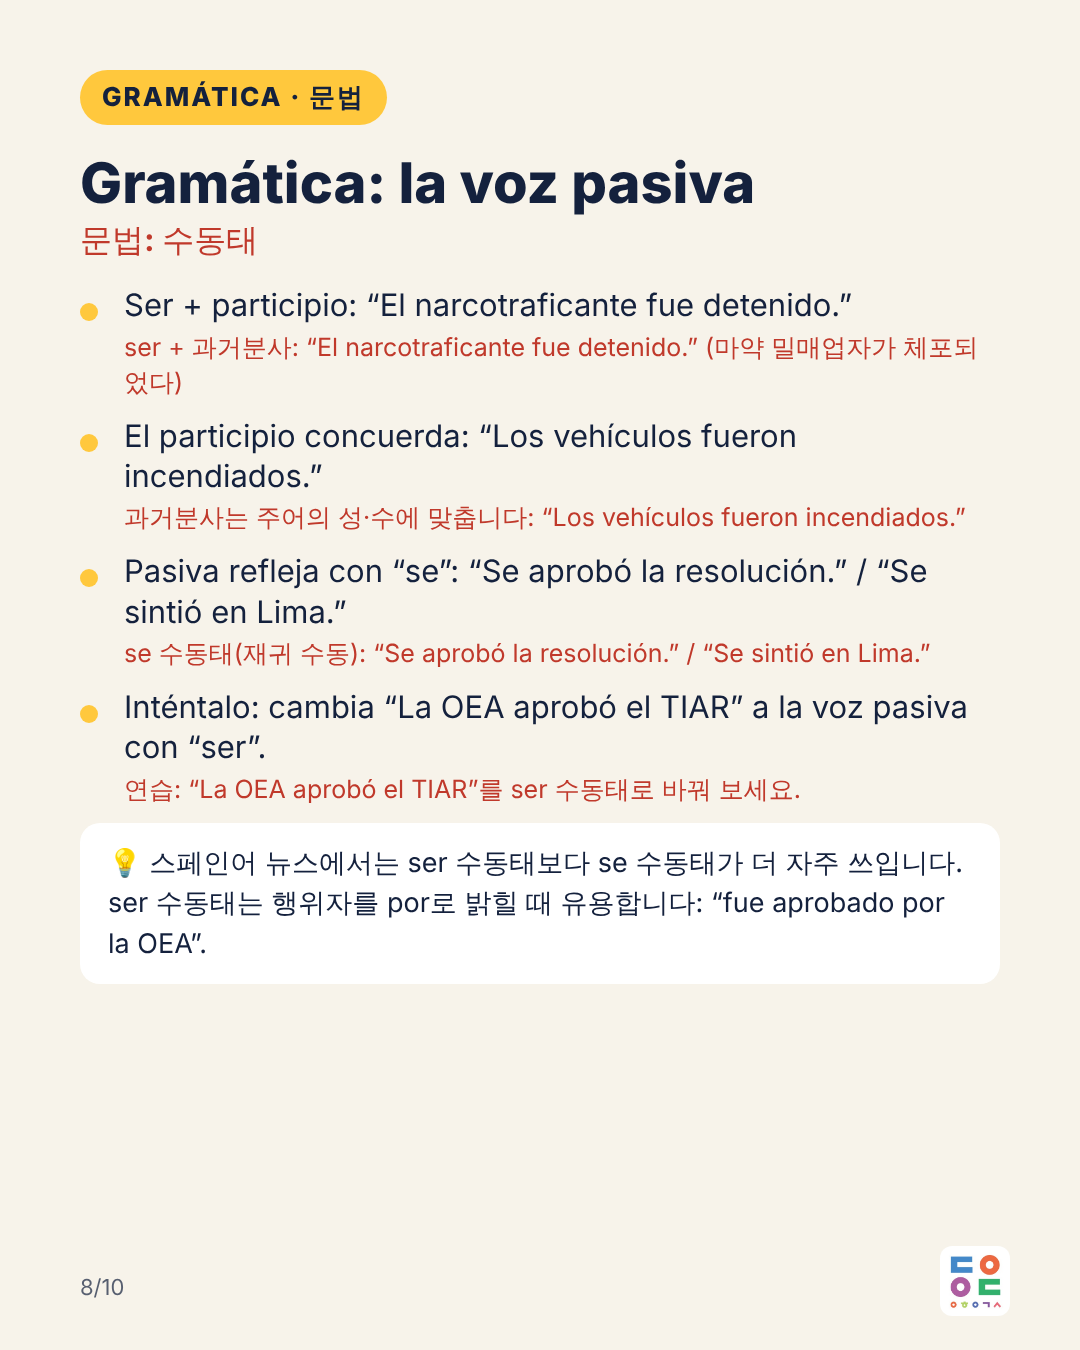 GRAMÁTICA · 문법
Gramática: la voz pasiva
문법: 수동태
Ser + participio: “El narcotraficante fue detenido.”
ser + 과거분사: “El narcotraficante fue detenido.” (마약 밀매업자가 체포되
었다)
El participio concuerda: “Los vehículos fueron
incendiados.”
과거분사는 주어의 성·수에 맞춥니다: “Los vehículos fueron incendiados.”
Pasiva refleja con “se”: “Se aprobó la resolución.” / “Se
sintió en Lima.”
se 수동태(재귀 수동): “Se aprobó la resolución.” / “Se sintió en Lima.”
Inténtalo: cambia “La OEA aprobó el TIAR” a la voz pasiva
con “ser”.
연습: “La OEA aprobó el TIAR”를 ser 수동태로 바꿔 보세요.
💡 스페인어 뉴스에서는 ser 수동태보다 se 수동태가 더 자주 쓰입니다.
ser 수동태는 행위자를 por로 밝힐 때 유용합니다: “fue aprobado por
la OEA”.
8/10